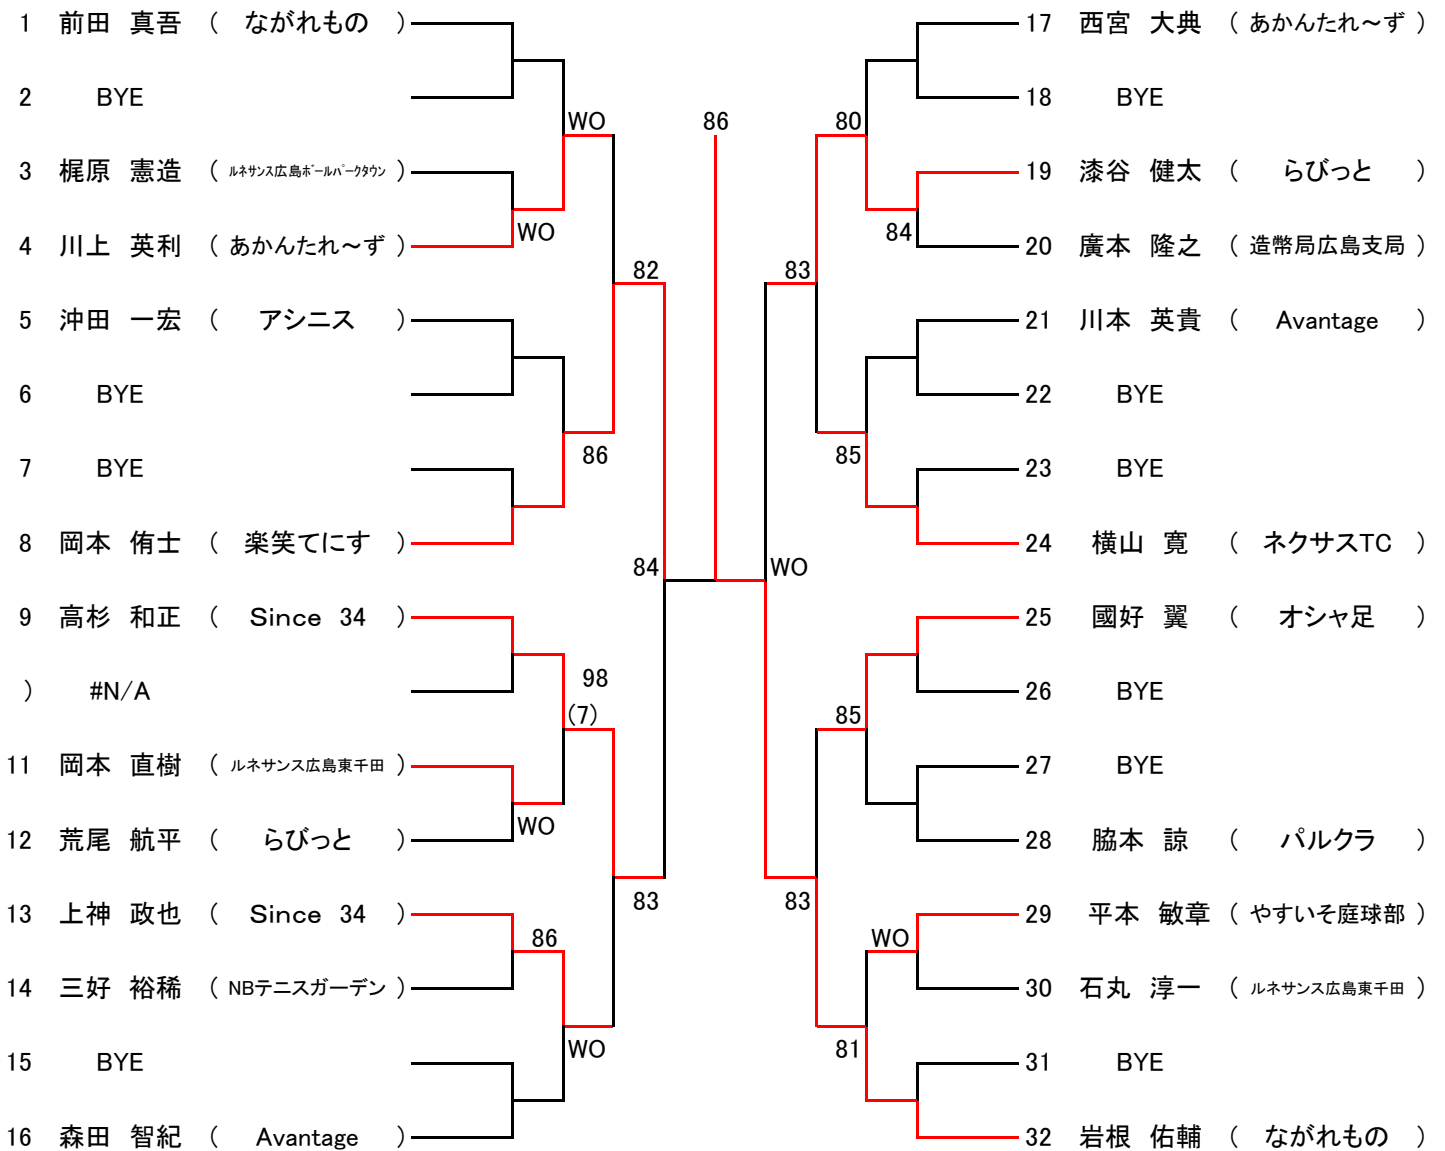 1 前田 真吾 ( ながれもの )
2 BYE
WO
3 梶原 憲造 ( ルネサンス広島ボールパークタウン )
WO
4 川上 英利 ( あかんたれ～ず )
82
5 沖田 一宏 ( アシニス )
6 BYE
86
7 BYE
8 岡本 侑士 ( 楽笑てにす )
84
9 高杉 和正 ( Since 34 )
) #N/A
98
(7)
11 岡本 直樹 ( ルネサンス広島東千田 )
WO
12 荒尾 航平 ( らびっと )
83
13 上神 政也 ( Since 34 )
86
14 三好 裕稀 ( NBテニスガーデン )
WO
15 BYE
16 森田 智紀 ( Avantage )
86
17 西宮 大典 ( あかんたれ～ず )
18 BYE
80
19 漆谷 健太 ( らびっと )
84
20 廣本 隆之 ( 造幣局広島支局 )
83
21 川本 英貴 ( Avantage )
22 BYE
85
23 BYE
24 横山 寛 ( ネクサスTC )
WO
25 國好 翼 ( オシャ足 )
26 BYE
85
27 BYE
28 脇本 諒 ( パルクラ )
83
29 平本 敏章 ( やすいそ庭球部 )
WO
30 石丸 淳一 ( ルネサンス広島東千田 )
81
31 BYE
32 岩根 佑輔 ( ながれもの )